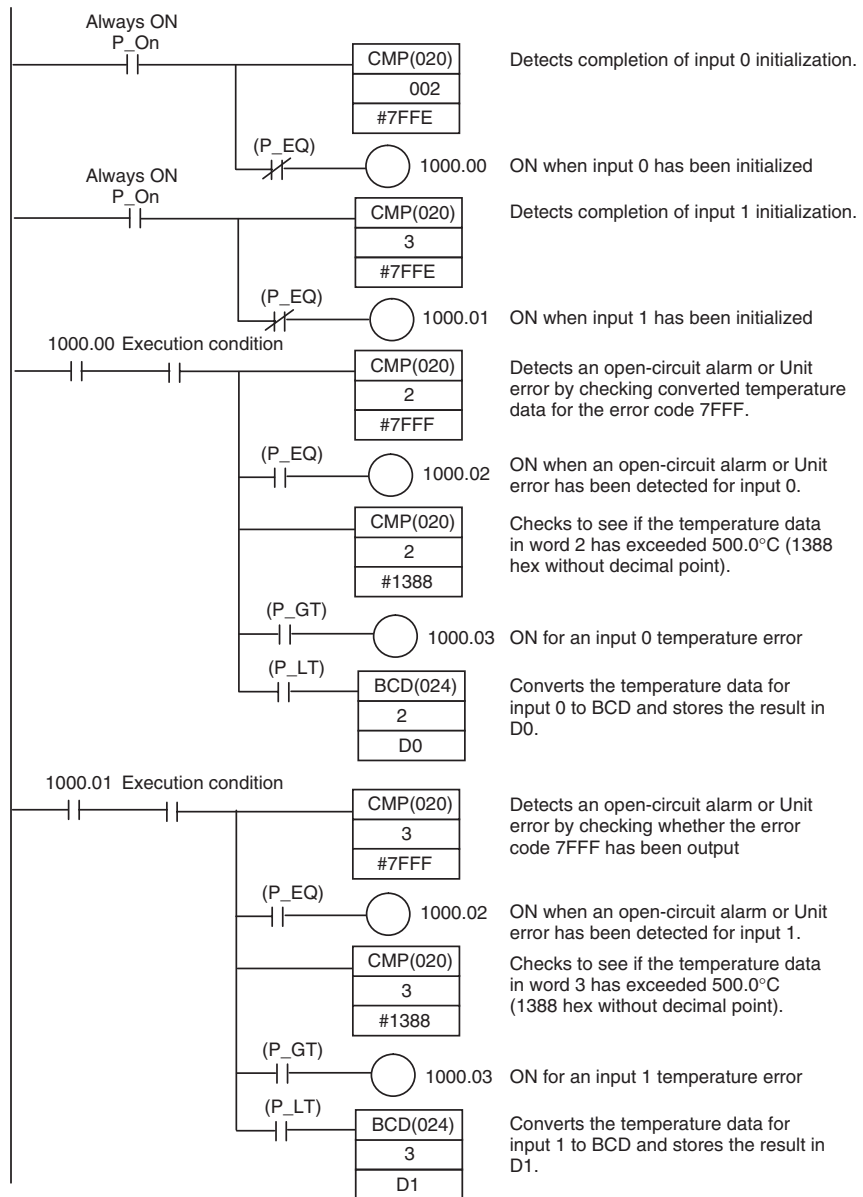 Always ON
P_On
CMP(020)
002
#7FFE
Detects completion of input 0 initialization.
(P_EQ)
1000.00
ON when input 0 has been initialized
Always ON
P_On
CMP(020)
3
#7FFE
Detects completion of input 1 initialization.
(P_EQ)
1000.01
ON when input 1 has been initialized
1000.00 Execution condition
CMP(020)
2
#7FFF
Detects an open-circuit alarm or Unit
error by checking converted temperature
data for the error code 7FFF.
(P_EQ)
1000.02
ON when an open-circuit alarm or Unit
error has been detected for input 0.
CMP(020)
2
#1388
Checks to see if the temperature data
in word 2 has exceeded 500.0°C (1388
hex without decimal point).
(P_GT)
1000.03
ON for an input 0 temperature error
(P_LT)
BCD(024)
2
D0
Converts the temperature data for
input 0 to BCD and stores the result in
D0.
1000.01 Execution condition
CMP(020)
3
#7FFF
Detects an open-circuit alarm or Unit
error by checking whether the error
code 7FFF has been output
(P_EQ)
1000.02
ON when an open-circuit alarm or Unit
error has been detected for input 1.
CMP(020)
3
#1388
Checks to see if the temperature data
in word 3 has exceeded 500.0°C
(1388 hex without decimal point).
(P_GT)
1000.03
ON for an input 1 temperature error
(P_LT)
BCD(024)
3
D1
Converts the temperature data for
input 1 to BCD and stores the result in
D1.